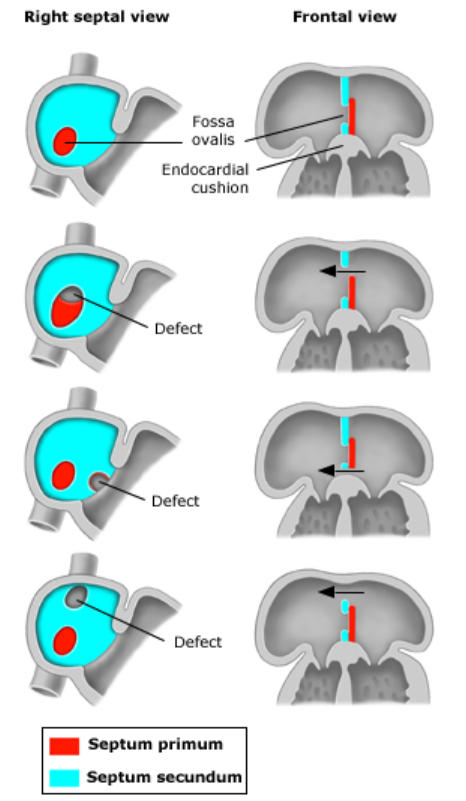 Right septal view
Frontal view
Fossa
ovalis
Endocardial
cushion
Defect
Defect
Defect
Septum primum
Septum secundum